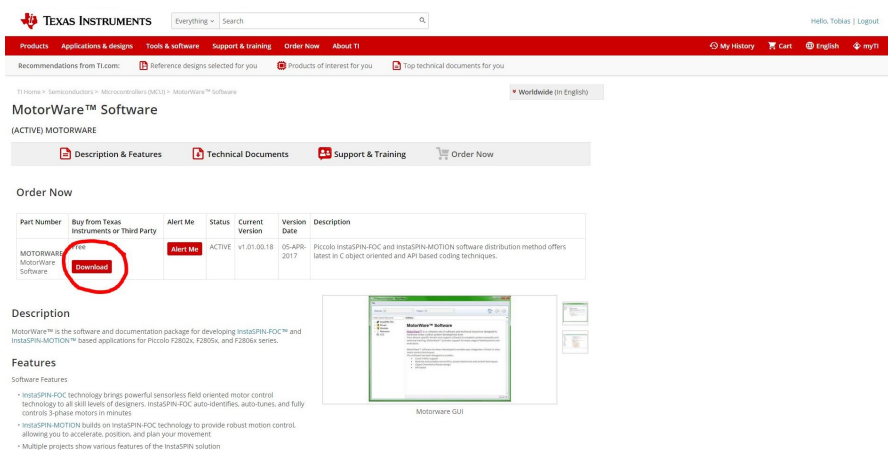 TEXAS INSTRUMENTS
Everything
Search
Hello, Tobias | Logout
Products Applications & designs Tools & software Support & training Order Now About TI
My History Cart English myTI
Recommendations from TI.com: Reference designs selected for you Products of interest for you Top technical documents for you
TI Home > Semiconductors > Microcontrollers (MCU) > MotorWare™ Software
Worldwide (In English)
MotorWare™ Software
(ACTIVE) MOTORWARE
Description & Features Technical Documents Support & Training Order Now
Order Now
Part Number
Buy from Texas
Instruments or Third Party
Alert Me
Status
Current
Version
Version
Date
Description
MOTORWARE
MotorWare
Software
Free
Download
Alert Me
ACTIVE
v1.01.00.18
05-APR-
2017
Piccolo InstaSPIN-FOC and InstaSPIN-MOTION software distribution method offers
latest in C object oriented and API based coding techniques.
Description
MotorWare™ is the software and documentation package for developing InstaSPIN-FOC™ and
InstaSPIN-MOTION™ based applications for Piccolo F2802x, F2805x, and F2806x series.
Features
Software Features
• InstaSPIN-FOC technology brings powerful sensorless field oriented motor control
technology to all skill levels of designers. InstaSPIN-FOC auto-identifies, auto-tunes, and fully
controls 3-phase motors in minutes
• InstaSPIN-MOTION builds on InstaSPIN-FOC technology to provide robust motion control,
allowing you to accelerate, position, and plan your movement
• Multiple projects show various features of the InstaSPIN solution
MotorWare™ Software
Motorware GUI